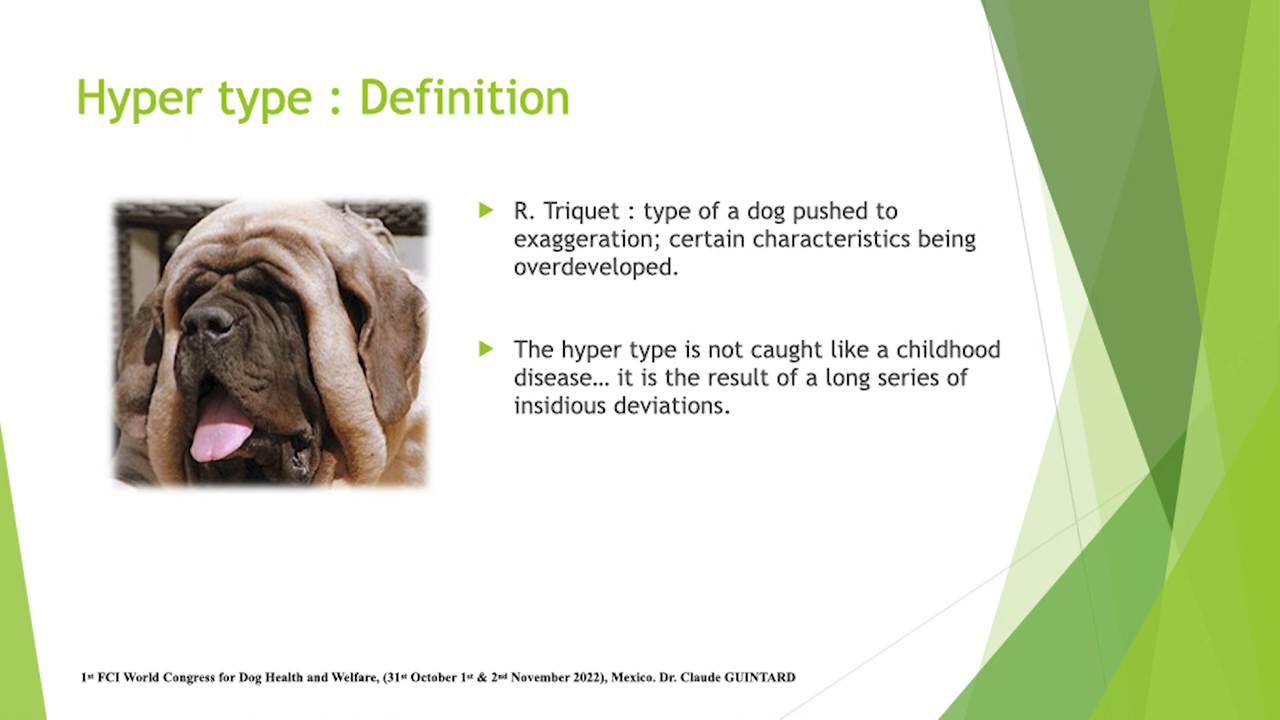 Hyper type : Definition
R. Triquet : type of a dog pushed to
exaggeration; certain characteristics being
overdeveloped.
The hyper type is not caught like a childhood
disease… it is the result of a long series of
insidious deviations.
1st FCI World Congress for Dog Health and Welfare, (31st October 1st & 2nd November 2022), Mexico. Dr. Claude GUINTARD